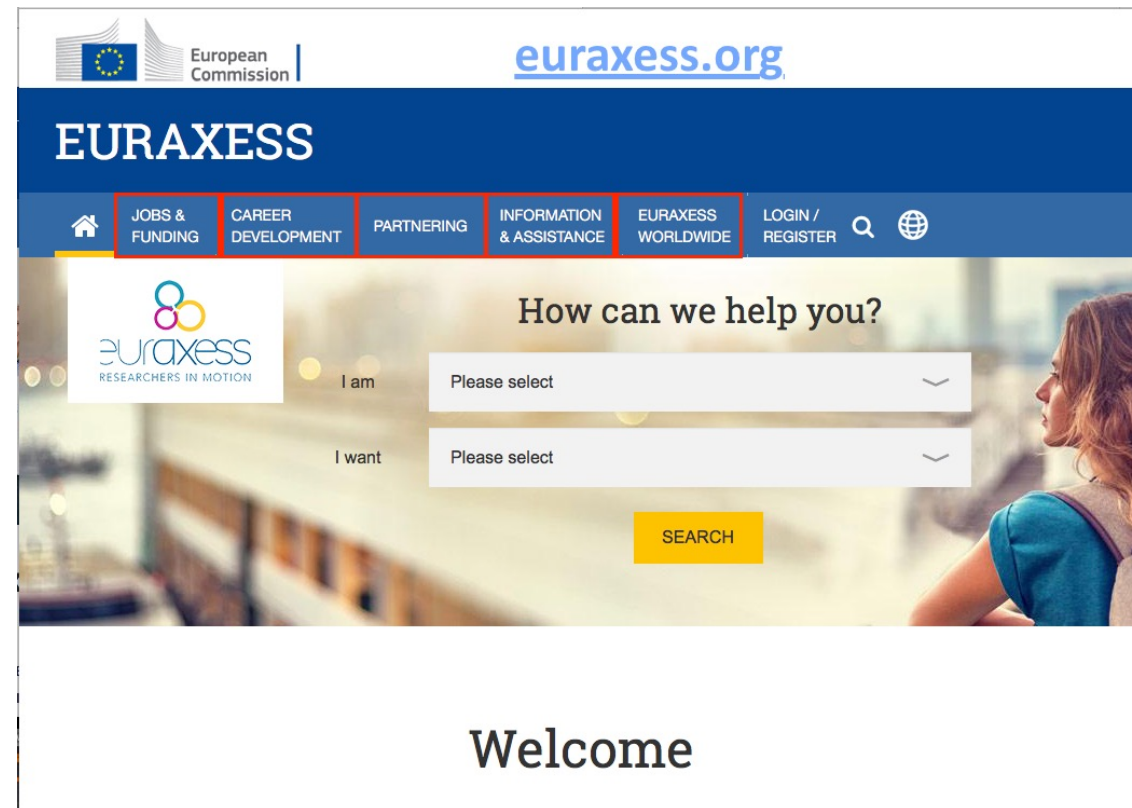 European
Commission
euraxess.org
EURAXESS
JOBS &
FUNDING
CAREER
DEVELOPMENT
PARTNERING
INFORMATION
& ASSISTANCE
EURAXESS
WORLDWIDE
LOGIN /
REGISTER
euraxess
RESEARCHERS IN MOTION
How can we help you?
I am
Please select
I want
Please select
SEARCH
Welcome